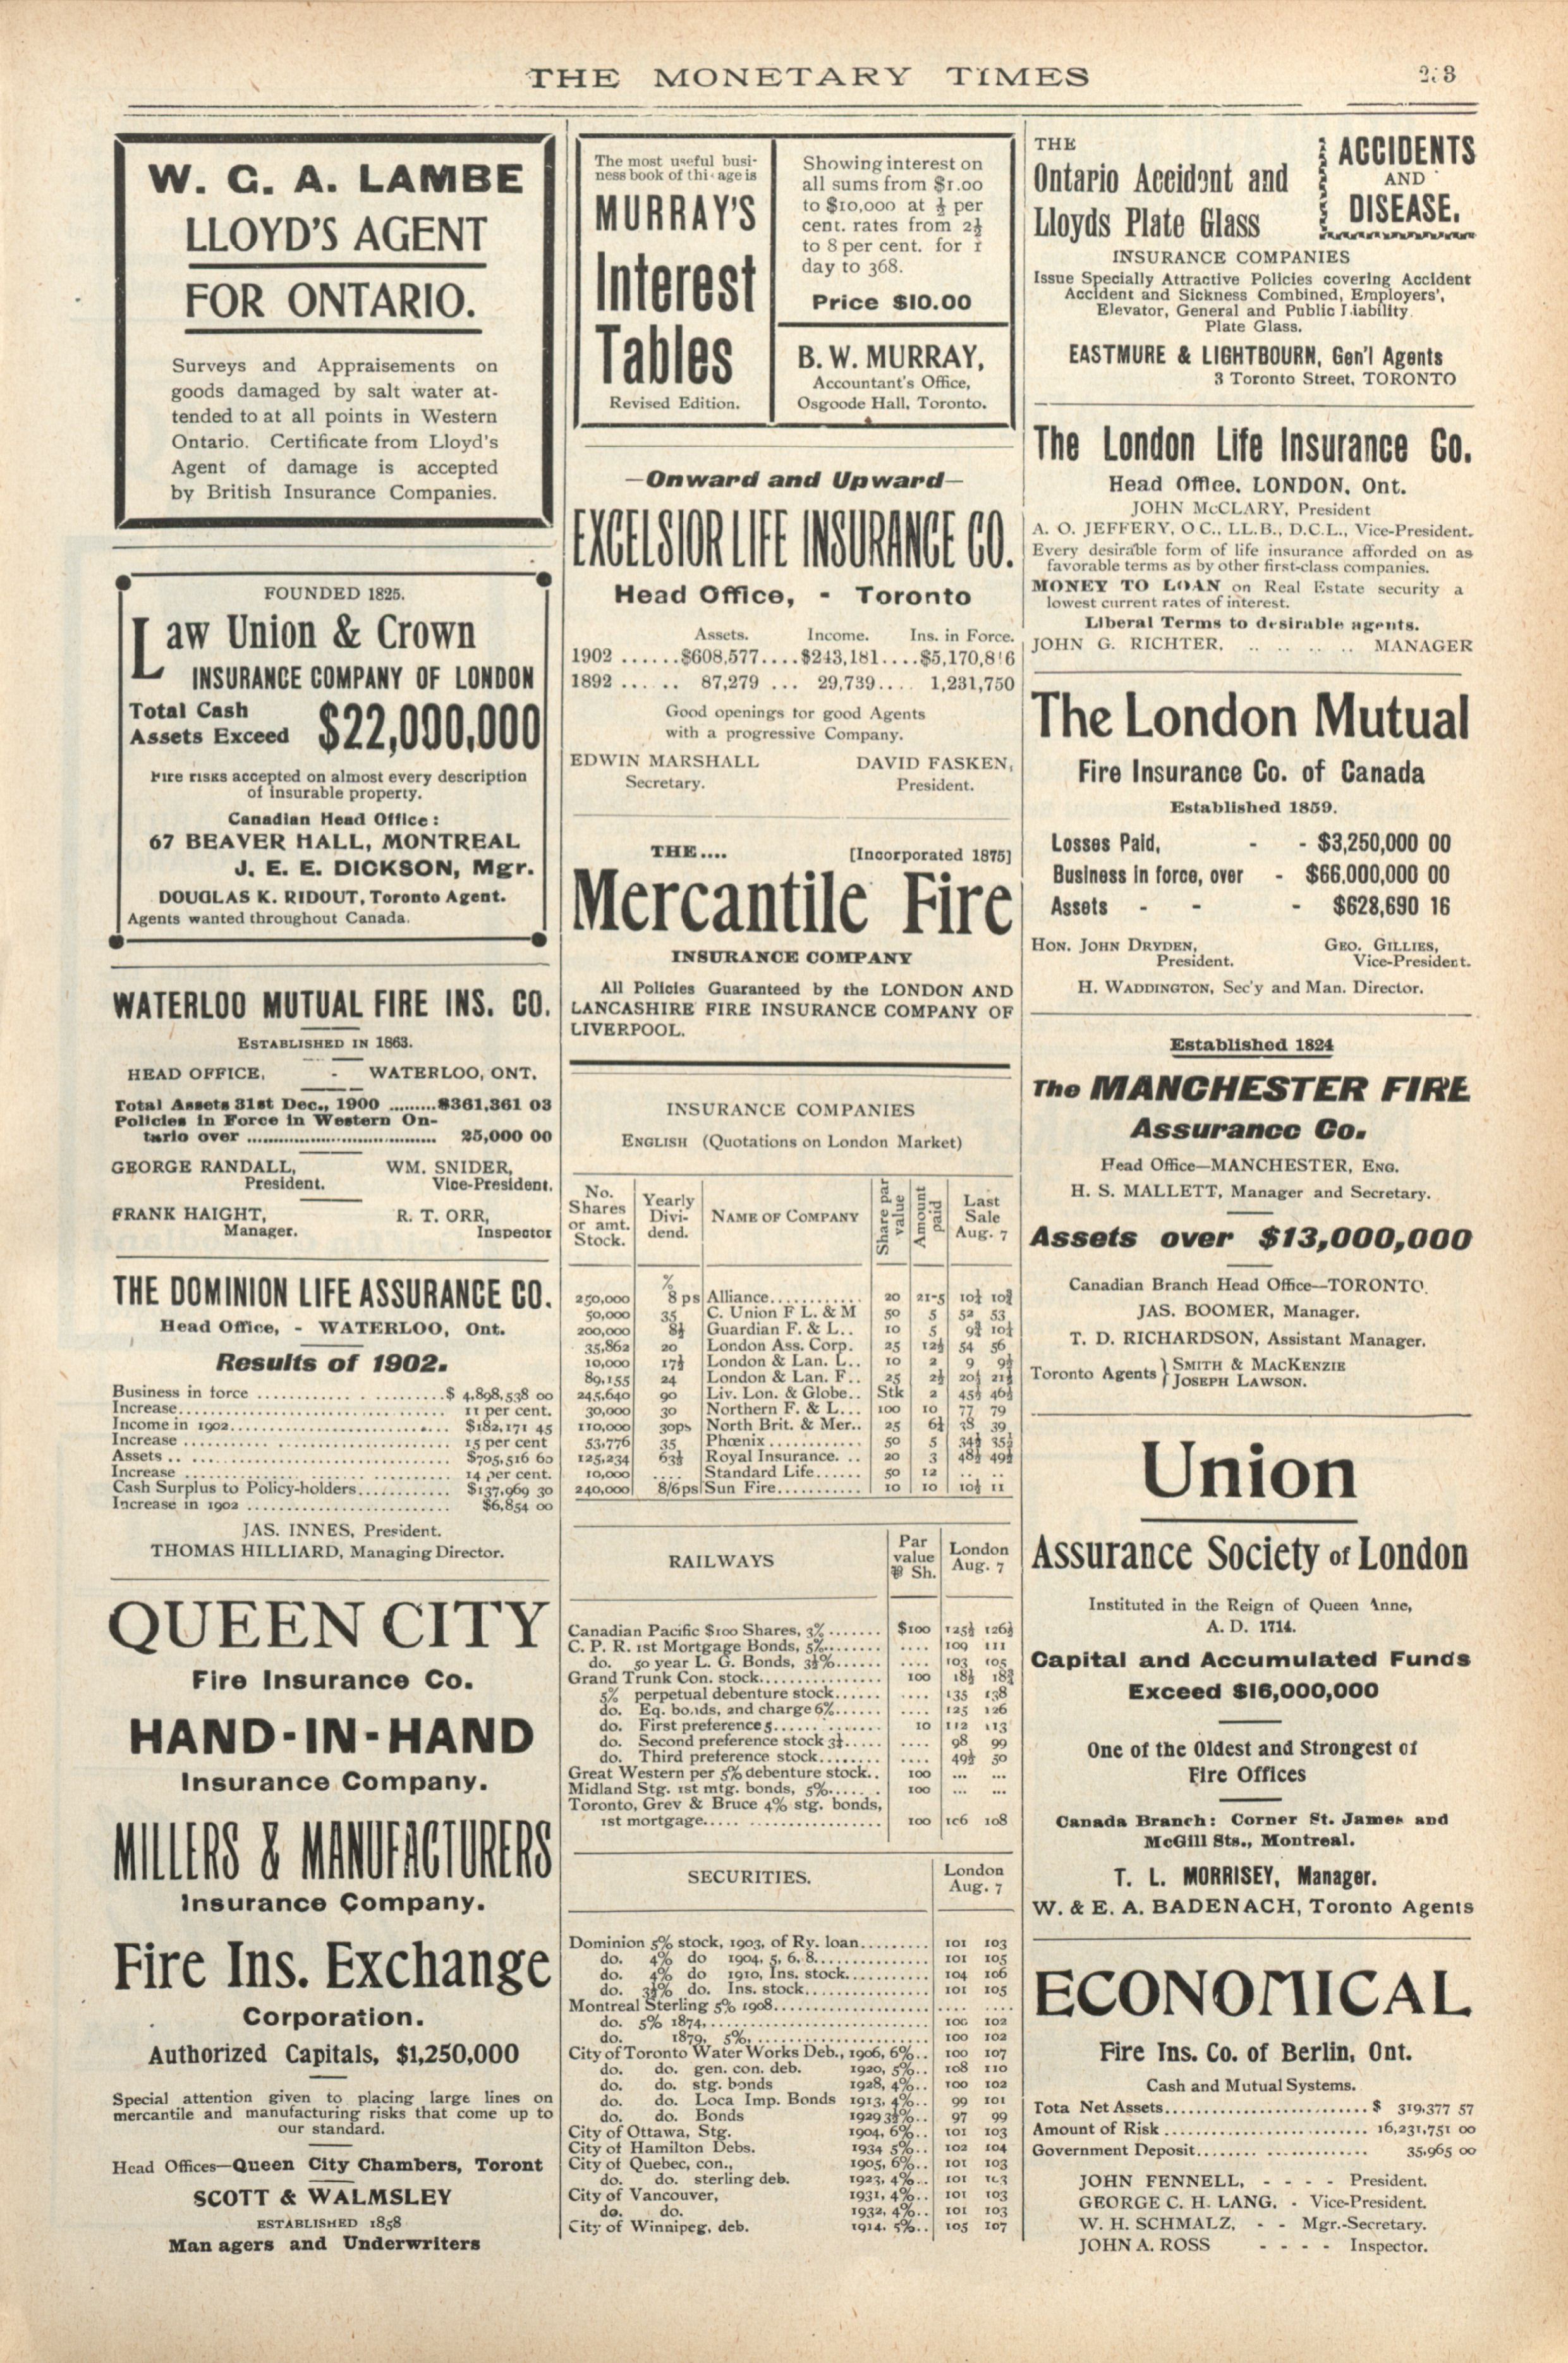 THE MONETARY TIMES
W. G. A. LAMBE
LLOYD'S AGENT
FOR ONTARIO.
Surveys and Appraisements on
goods damaged by salt water at-
tended to at all points in Western
Ontario. Certificate from Lloyd's
Agent of damage is accepted
by British Insurance Companies.
FOUNDED 1825.
Law Union & Crown
INSURANCE COMPANY OF LONDON
Total Cash
Assets Exceed $22,000,000
Fire risks accepted on almost every description
of insurable property.
Canadian Head Office:
67 BEAVER HALL, MONTREAL
J. E. E. DICKSON, Mgr.
DOUGLAS K. RIDOUT, Toronto Agent.
Agents wanted throughout Canada.
WATERLOO MUTUAL FIRE INS. CO.
ESTABLISHED IN 1863.
HEAD OFFICE, - WATERLOO, ONT.
Total Assets 31st Dec., 1900 .........$361,361 03
Policies in Force in Western On-
tario over .................................... 25,000 00
GEORGE RANDALL, WM. SNIDER,
President. Vice-President.
FRANK HAIGHT, R. T. ORR,
Manager. Inspector
THE DOMINION LIFE ASSURANCE CO.
Head Office, - WATERLOO, Ont.
Results of 1902.
Business in force ...........................$ 4,898,538 00
Increase................................ 11 per cent.
Income in 1902................................ $182,171 45
Increase ................................ 15 per cent
Assets .. ................................ $705,516 60
Increase ................................ 14 per cent.
Cash Surplus to Policy-holders............ $137,969 30
Increase in 1902 ......................... $6,854 00
JAS. INNES, President.
THOMAS HILLIARD, Managing Director.
QUEEN CITY
Fire Insurance Co.
HAND-IN-HAND
Insurance Company.
MILLERS & MANUFACTURERS
Insurance Company.
Fire Ins. Exchange
Corporation.
Authorized Capitals, $1,250,000
Special attention given to placing large lines on
mercantile and manufacturing risks that come up to
our standard.
Head Offices—Queen City Chambers, Toront
SCOTT & WALMSLEY
ESTABLISHED 1858
Managers and Underwriters
The most useful busi-
ness book of this age is
MURRAY'S
Interest
Tables
Revised Edition.
Showing interest on
all sums from $1.00
to $10,000 at ½ per
cent. rates from 2½
to 8 per cent. for 1
day to 368.
Price $10.00
B. W. MURRAY,
Accountant's Office,
Osgoode Hall, Toronto.
—Onward and Upward—
EXCELSIOR LIFE INSURANCE CO.
Head Office, - Toronto
Assets. Income. Ins. in Force.
1902 ......$608,577....$243,181....$5,170,816
1892 ...... 87,279 ... 29,739.... 1,231,750
Good openings for good Agents
with a progressive Company.
EDWIN MARSHALL DAVID FASKEN,
Secretary. President.
THE.... [Incorporated 1875]
Mercantile Fire
INSURANCE COMPANY
All Policies Guaranteed by the LONDON AND
LANCASHIRE FIRE INSURANCE COMPANY OF
LIVERPOOL.
INSURANCE COMPANIES
ENGLISH (Quotations on London Market)
No. Shares or amt. Stock. Yearly Divi- dend. NAME OF COMPANY Share par value Amount paid Last Sale Aug. 7
%
250,000 8 ps Alliance............ 20 21-5 10¼ 10¾
50,000 35 C. Union F L. & M 50 5 52 53
200,000 8½ Guardian F. & L.. 10 5 9¾ 10¼
35,862 20 London Ass. Corp. 25 12½ 54 56
10,000 17½ London & Lan. L.. 10 2 9 9½
89,155 24 London & Lan. F.. 25 2½ 20½ 21½
245,640 90 Liv. Lon. & Globe.. Stk 2 45½ 46½
30,000 30 Northern F. & L... 100 10 77 79
110,000 30ps North Brit. & Mer.. 25 6¼ 38 39
53,776 35 Phœnix............ 50 5 34½ 35½
125,234 63½ Royal Insurance. .. 20 3 48½ 49½
10,000 .... Standard Life...... 50 12 .. ..
240,000 8/6ps Sun Fire........... 10 10 10½ 11
RAILWAYS Par value ℔ Sh. London Aug. 7
Canadian Pacific $100 Shares, 3%....... $100 125½ 126½
C. P. R. 1st Mortgage Bonds, 5%........ .... 109 111
do. 50 year L. G. Bonds, 3½%...... .... 103 105
Grand Trunk Con. stock................ 100 18½ 18¾
5% perpetual debenture stock...... .... 135 138
do. Eq. bonds, 2nd charge 6%...... .... 125 126
do. First preference 5............. 10 112 113
do. Second preference stock 3¼..... .... 98 99
do. Third preference stock........ .... 49½ 50
Great Western per 5% debenture stock.. 100 ... ...
Midland Stg. 1st mtg. bonds, 5%...... 100 ... ...
Toronto, Grey & Bruce 4% stg. bonds,
1st mortgage..... ................. 100 106 108
SECURITIES. London Aug. 7
Dominion 5% stock, 1903, of Ry. loan......... 101 103
do. 4% do 1904, 5, 6, 8............... 101 105
do. 4% do 1910, Ins. stock........... 104 106
do. 3½% do. Ins. stock................ 101 105
Montreal Sterling 5% 1908..................... .... ....
do. 5% 1874,............................. 100 102
do. 1879, 5%,......................... 100 102
City of Toronto Water Works Deb., 1906, 6%.. 100 107
do. do. gen. con. deb. 1920, 5%.. 108 110
do. do. stg. bonds 1928, 4%.. 100 102
do. do. Loca Imp. Bonds 1913, 4%.. 99 101
do. do. Bonds 1929 3½%.. 97 99
City of Ottawa, Stg. 1904, 6%.. 101 103
City of Hamilton Debs. 1934 5%.. 102 104
City of Quebec, con., 1905, 6%.. 101 103
do. do. sterling deb. 1923, 4%.. 101 103
City of Vancouver, 1931, 4%.. 101 103
do. do. 1932, 4%.. 101 103
City of Winnipeg, deb. 1914, 5%.. 105 107
THE
Ontario Accident and
Lloyds Plate Glass
ACCIDENTS
AND
DISEASE.
INSURANCE COMPANIES
Issue Specially Attractive Policies covering Accident
Accident and Sickness Combined, Employers',
Elevator, General and Public Liability
Plate Glass.
EASTMURE & LIGHTBOURN, Gen'l Agents
3 Toronto Street, TORONTO
The London Life Insurance Co.
Head Office, LONDON, Ont.
JOHN McCLARY, President
A. O. JEFFERY, O C., LL.B., D.C.L., Vice-President.
Every desirable form of life insurance afforded on as
favorable terms as by other first-class companies.
MONEY TO LOAN on Real Estate security a
lowest current rates of interest.
Liberal Terms to desirable agents.
JOHN G. RICHTER, .. .. .. .. MANAGER
The London Mutual
Fire Insurance Co. of Canada
Established 1859.
Losses Paid, - - $3,250,000 00
Business in force, over - $66,000,000 00
Assets - - - $628,690 16
HON. JOHN DRYDEN, GEO. GILLIES,
President. Vice-President.
H. WADDINGTON, Sec'y and Man. Director.
Established 1824
The MANCHESTER FIRE
Assurance Co.
Head Office—MANCHESTER, ENG.
H. S. MALLETT, Manager and Secretary.
Assets over $13,000,000
Canadian Branch Head Office—TORONTO.
JAS. BOOMER, Manager.
T. D. RICHARDSON, Assistant Manager.
Toronto Agents } SMITH & MACKENZIE
JOSEPH LAWSON.
Union
Assurance Society of London
Instituted in the Reign of Queen Anne,
A. D. 1714.
Capital and Accumulated Funds
Exceed $16,000,000
One of the Oldest and Strongest of
Fire Offices
Canada Branch: Corner St. James and
McGill Sts., Montreal.
T. L. MORRISEY, Manager.
W. & E. A. BADENACH, Toronto Agents
ECONOMICAL
Fire Ins. Co. of Berlin, Ont.
Cash and Mutual Systems.
Tota Net Assets.............................$ 319,377 57
Amount of Risk ............................. 16,231,751 00
Government Deposit........ .............. 35,965 00
JOHN FENNELL, - - - - President.
GEORGE C. H. LANG, - Vice-President.
W. H. SCHMALZ, - - Mgr.-Secretary.
JOHN A. ROSS - - - - Inspector.